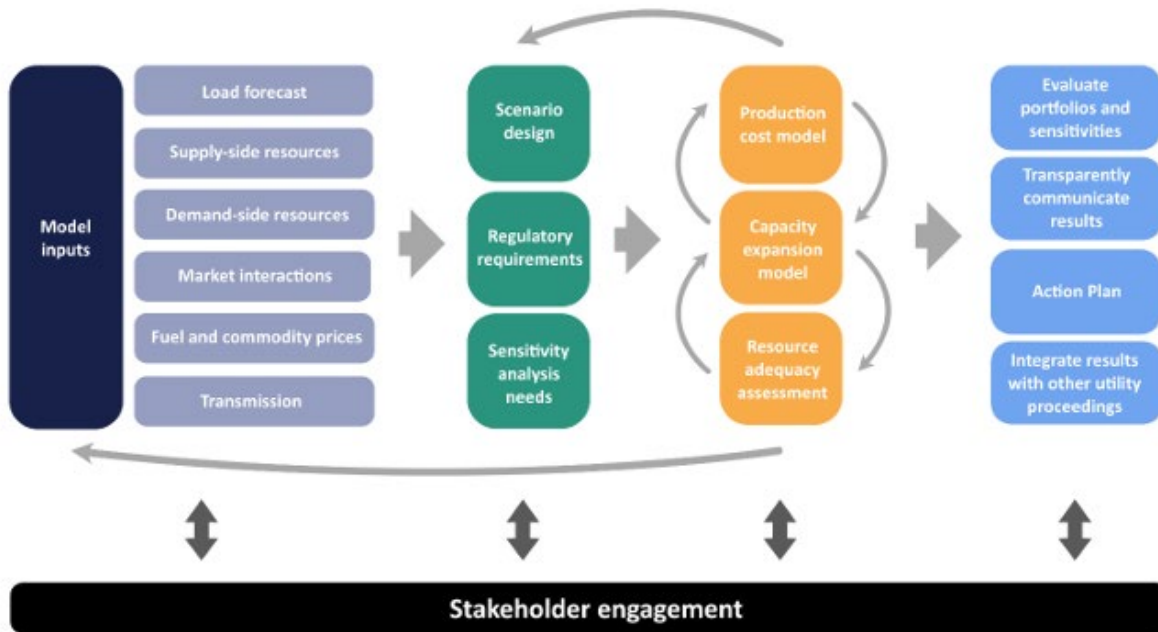 Model
inputs
Load forecast
Supply-side resources
Demand-side resources
Market interactions
Fuel and commodity prices
Transmission
Scenario
design
Regulatory
requirements
Sensitivity
analysis
needs
Production
cost model
Capacity
expansion
model
Resource
adequacy
assessment
Evaluate
portfolios and
sensitivities
Transparently
communicate
results
Action Plan
Integrate results
with other utility
proceedings
Stakeholder engagement